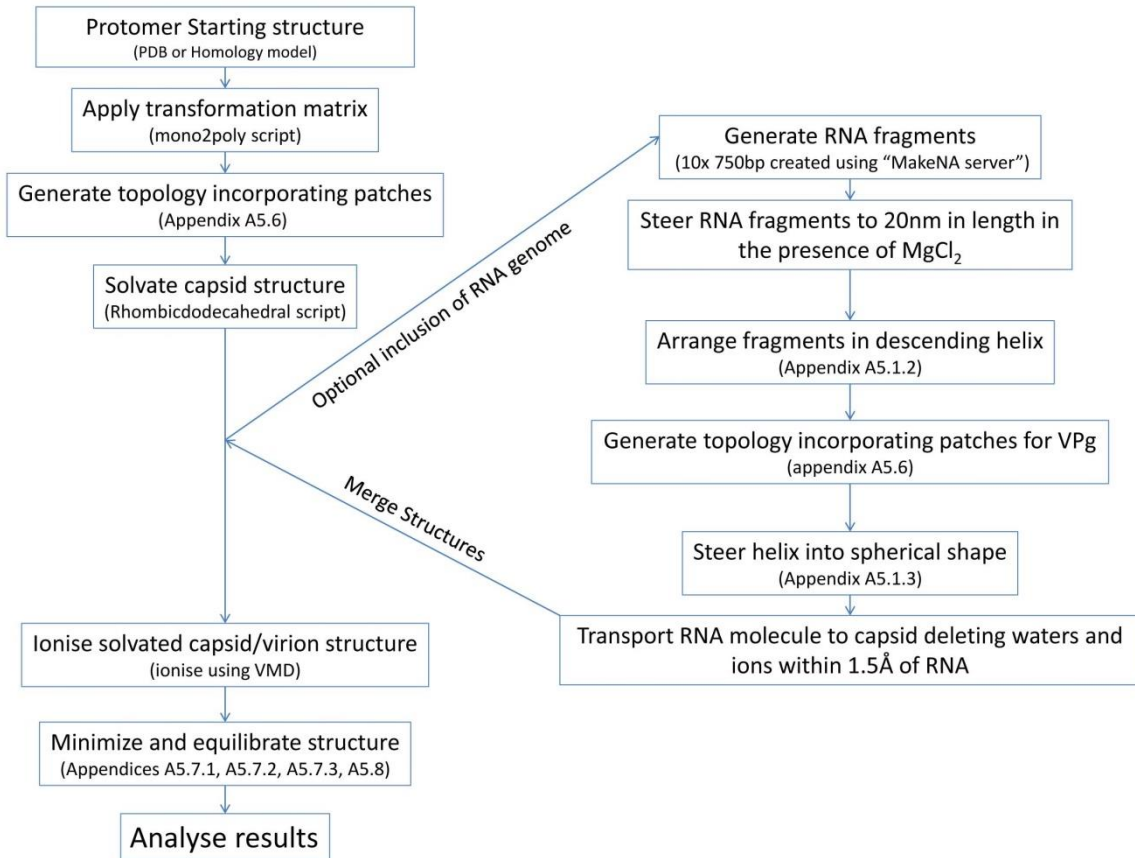 Protomer Starting structure
(PDB or Homology model)
Apply transformation matrix
(mono2poly script)
Generate topology incorporating patches
(Appendix A5.6)
Solvate capsid structure
(Rhombicdodecahedral script)
Optional inclusion of RNA genome
Generate RNA fragments
(10x 750bp created using “MakeNA server”)
Steer RNA fragments to 20nm in length in
the presence of MgCl₂
Arrange fragments in descending helix
(Appendix A5.1.2)
Generate topology incorporating patches for VPg
(appendix A5.6)
Steer helix into spherical shape
(Appendix A5.1.3)
Transport RNA molecule to capsid deleting waters and
ions within 1.5Å of RNA
Merge Structures
Ionise solvated capsid/virion structure
(ionise using VMD)
Minimize and equilibrate structure
(Appendices A5.7.1, A5.7.2, A5.7.3, A5.8)
Analyse results